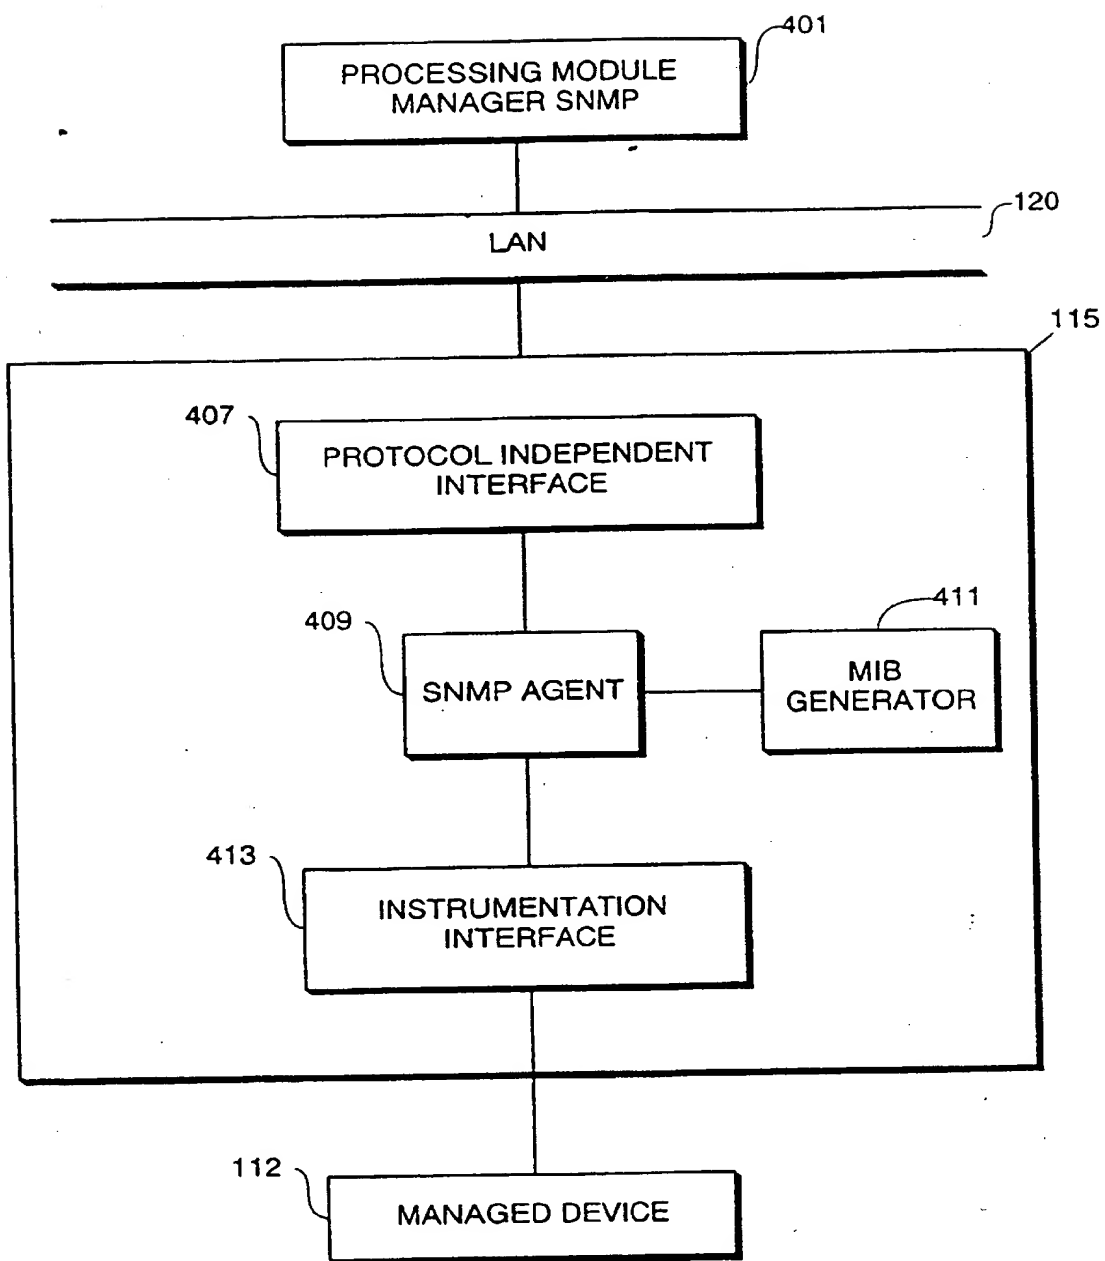 401
PROCESSING MODULE
MANAGER SNMP
120
LAN
115
407
PROTOCOL INDEPENDENT
INTERFACE
411
409
SNMP AGENT
MIB
GENERATOR
413
INSTRUMENTATION
INTERFACE
112
MANAGED DEVICE